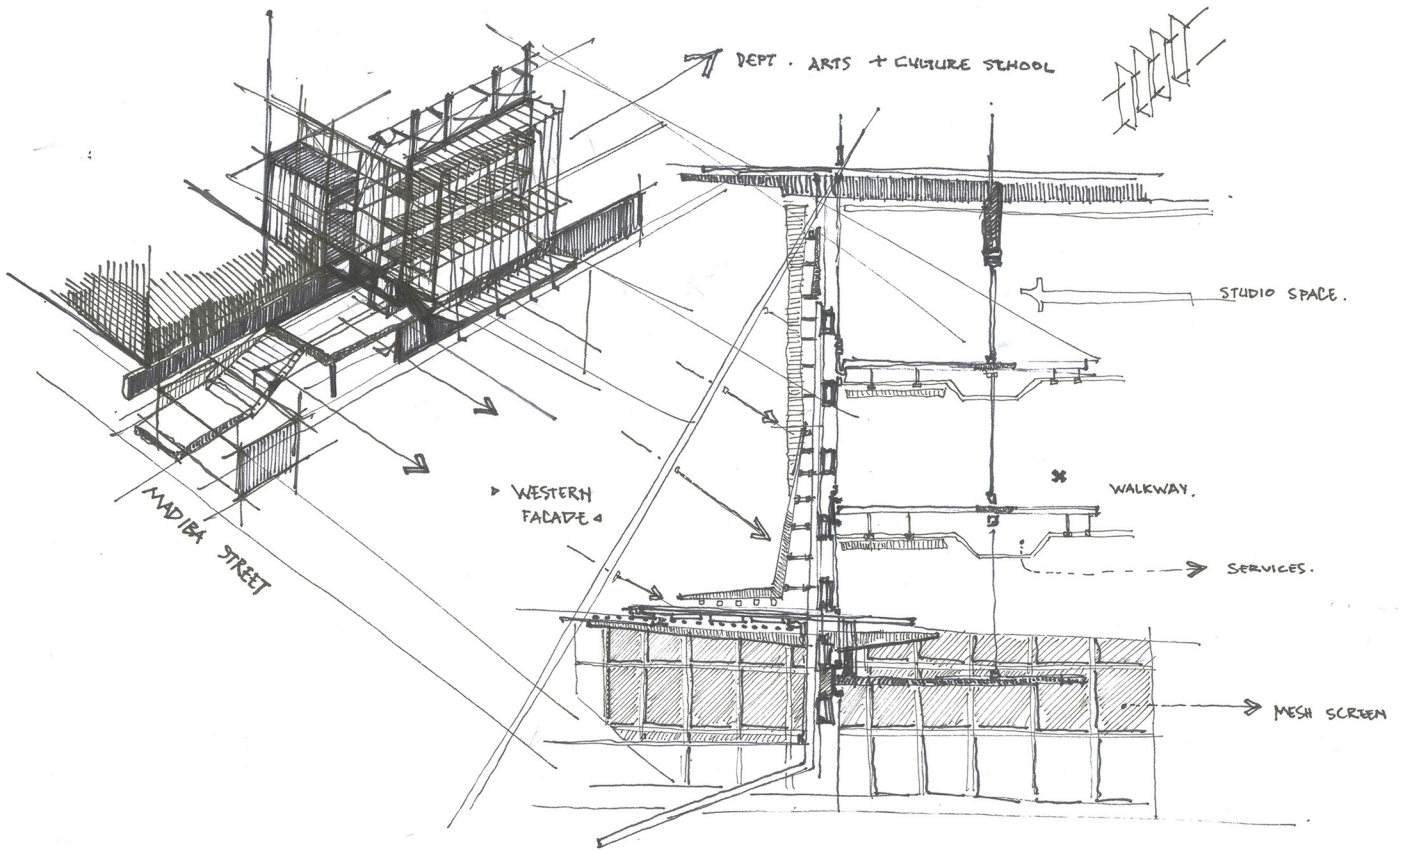 DEPT. ARTS + CULTURE SCHOOL
STUDIO SPACE.
WESTERN
FACADE
WALKWAY.
MADIBA STREET
SERVICES.
MESH SCREEN